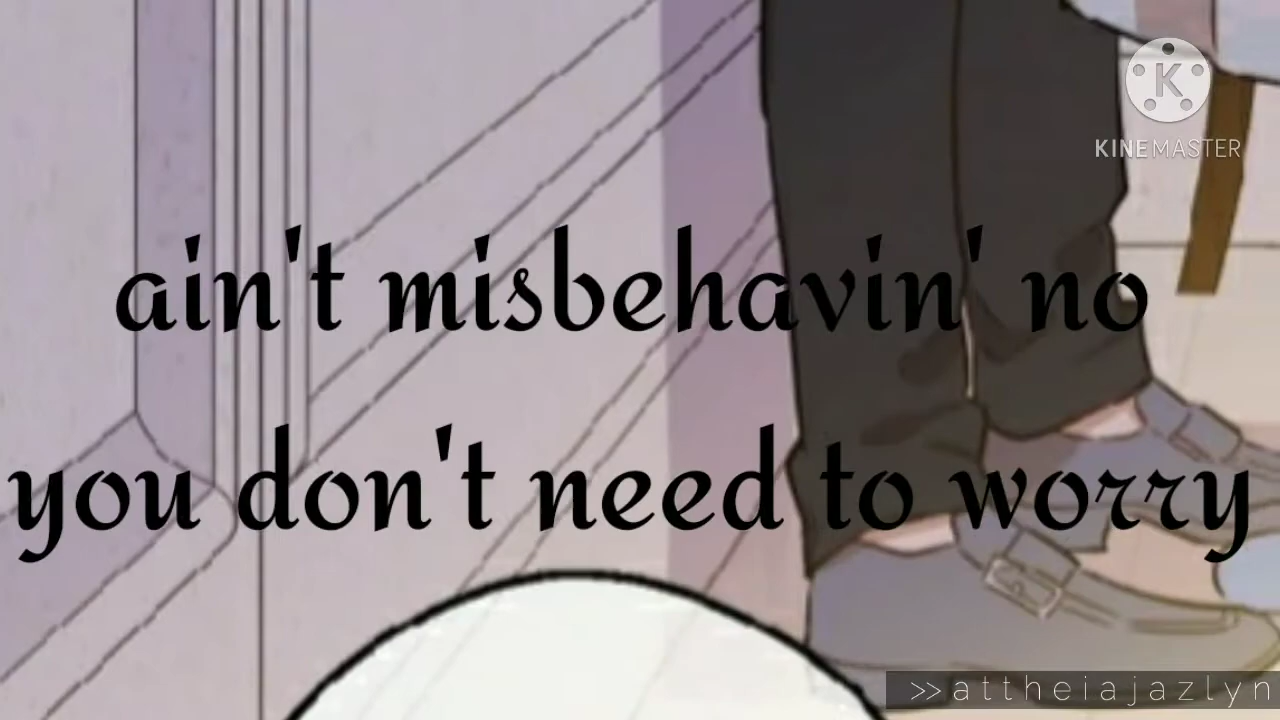 K
KINEMASTER
ain't misbehavin' no
you don't need to worry
>>attheiajazlyn